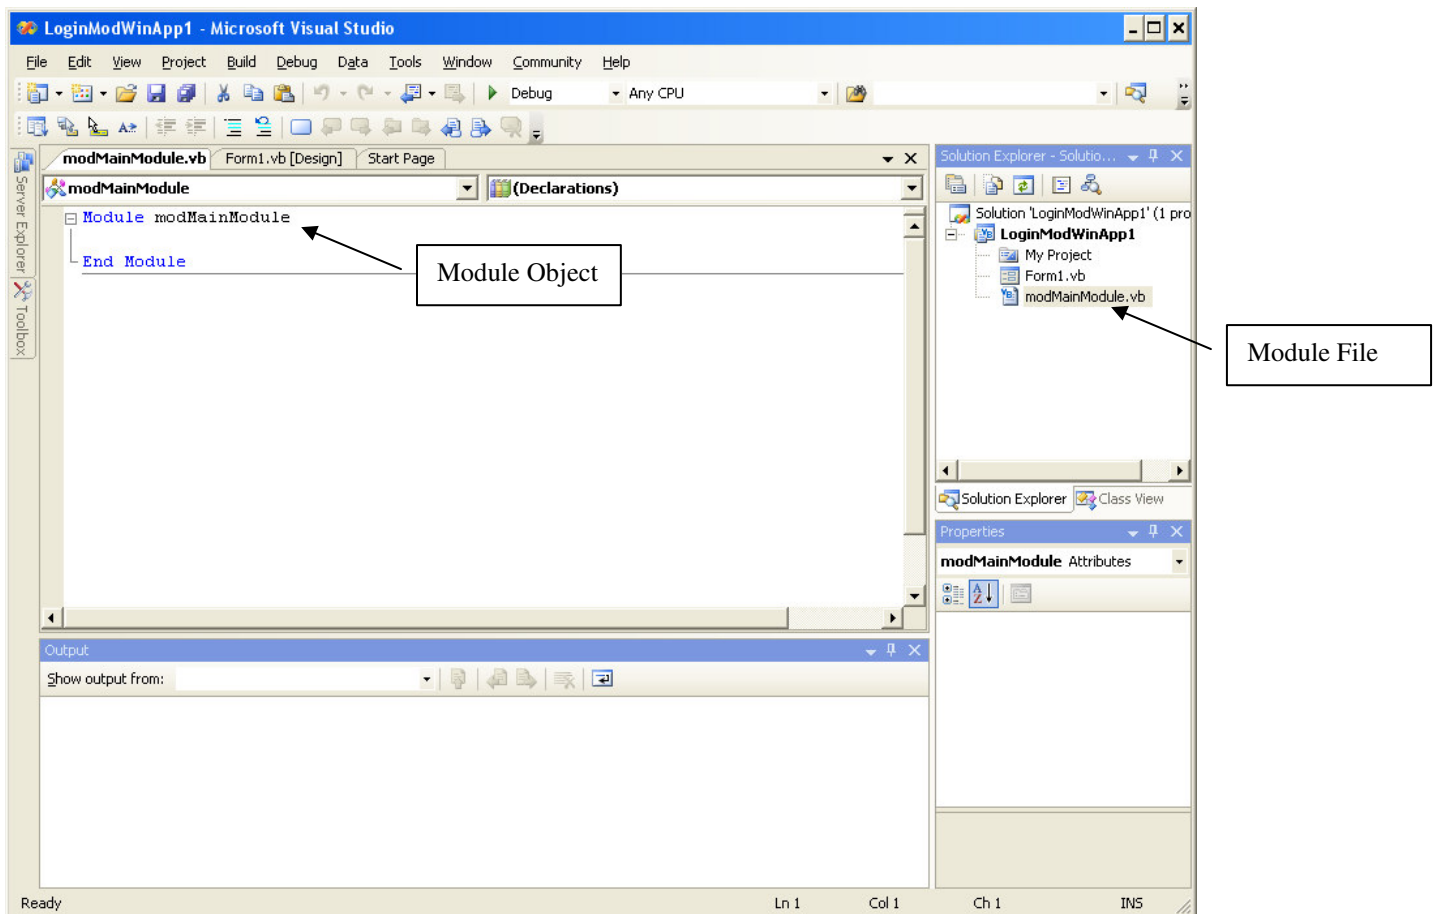 LoginModWinApp1 - Microsoft Visual Studio
File Edit View Project Build Debug Data Tools Window Community Help
Debug Any CPU
modMainModule.vb Form1.vb [Design] Start Page
modMainModule (Declarations)
Module modMainModule
End Module
Module Object
Server Explorer
Toolbox
Solution Explorer - Solutio...
Solution 'LoginModWinApp1' (1 pro
LoginModWinApp1
My Project
Form1.vb
modMainModule.vb
Module File
Solution Explorer Class View
Properties
modMainModule Attributes
Output
Show output from:
Ready Ln 1 Col 1 Ch 1 INS